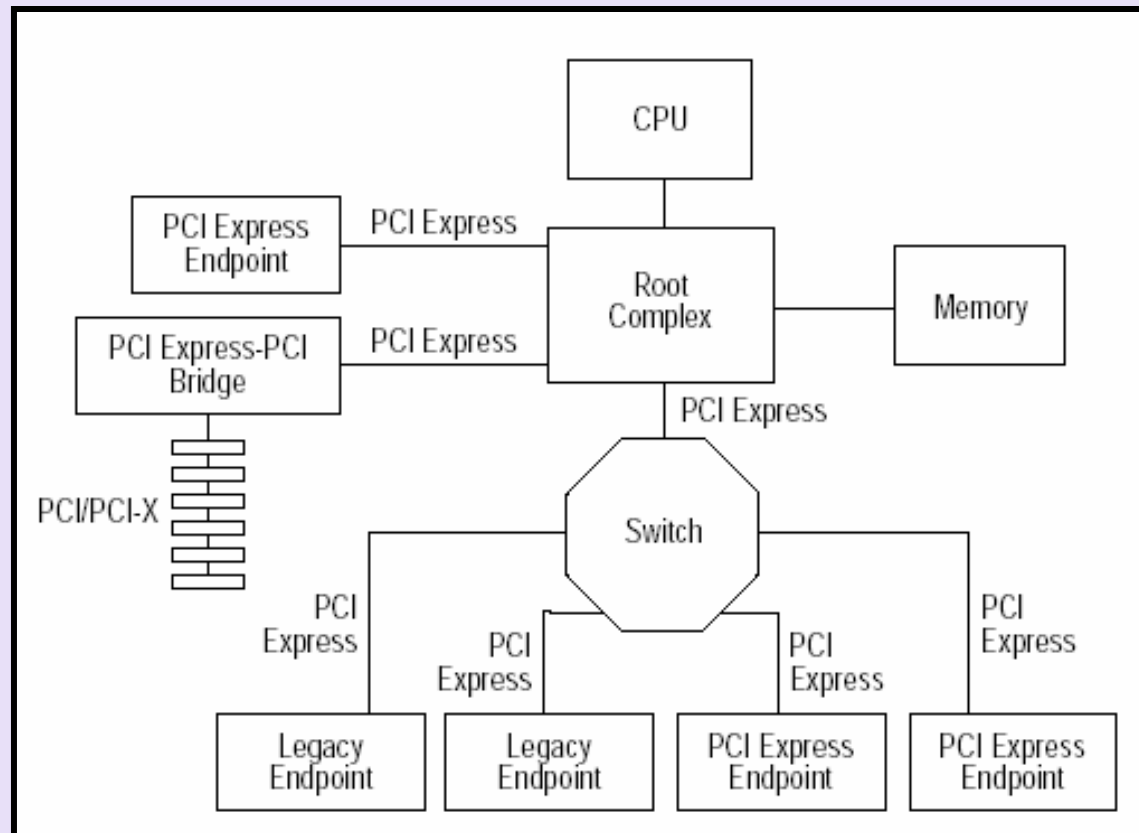 CPU
PCI Express
Endpoint
PCI Express
Root
Complex
Memory
PCI Express-PCI
Bridge
PCI Express
PCI Express
PCI/PCI-X
Switch
PCI
Express
PCI
Express
PCI
Express
PCI
Express
Legacy
Endpoint
Legacy
Endpoint
PCI Express
Endpoint
PCI Express
Endpoint